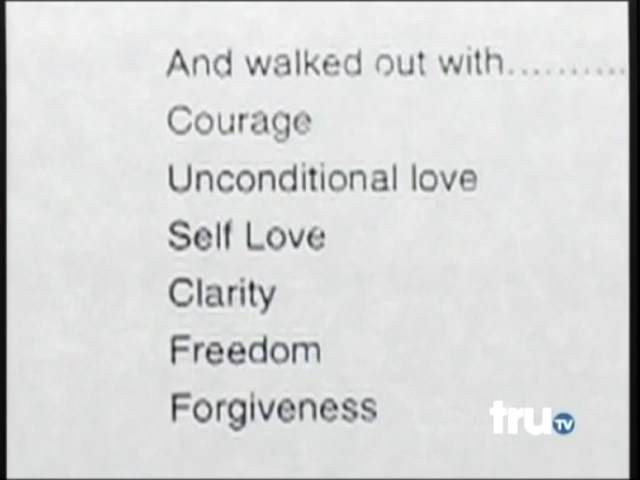 And walked out with..........
Courage
Unconditional love
Self Love
Clarity
Freedom
Forgiveness
tru TV